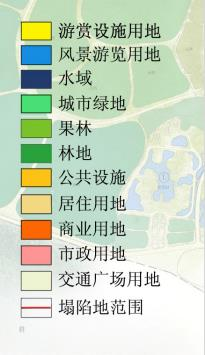 游赏设施用地
风景游览用地
水域
城市绿地
果林
林地
公共设施
居住用地
商业用地
市政用地
交通广场用地
塌陷地范围